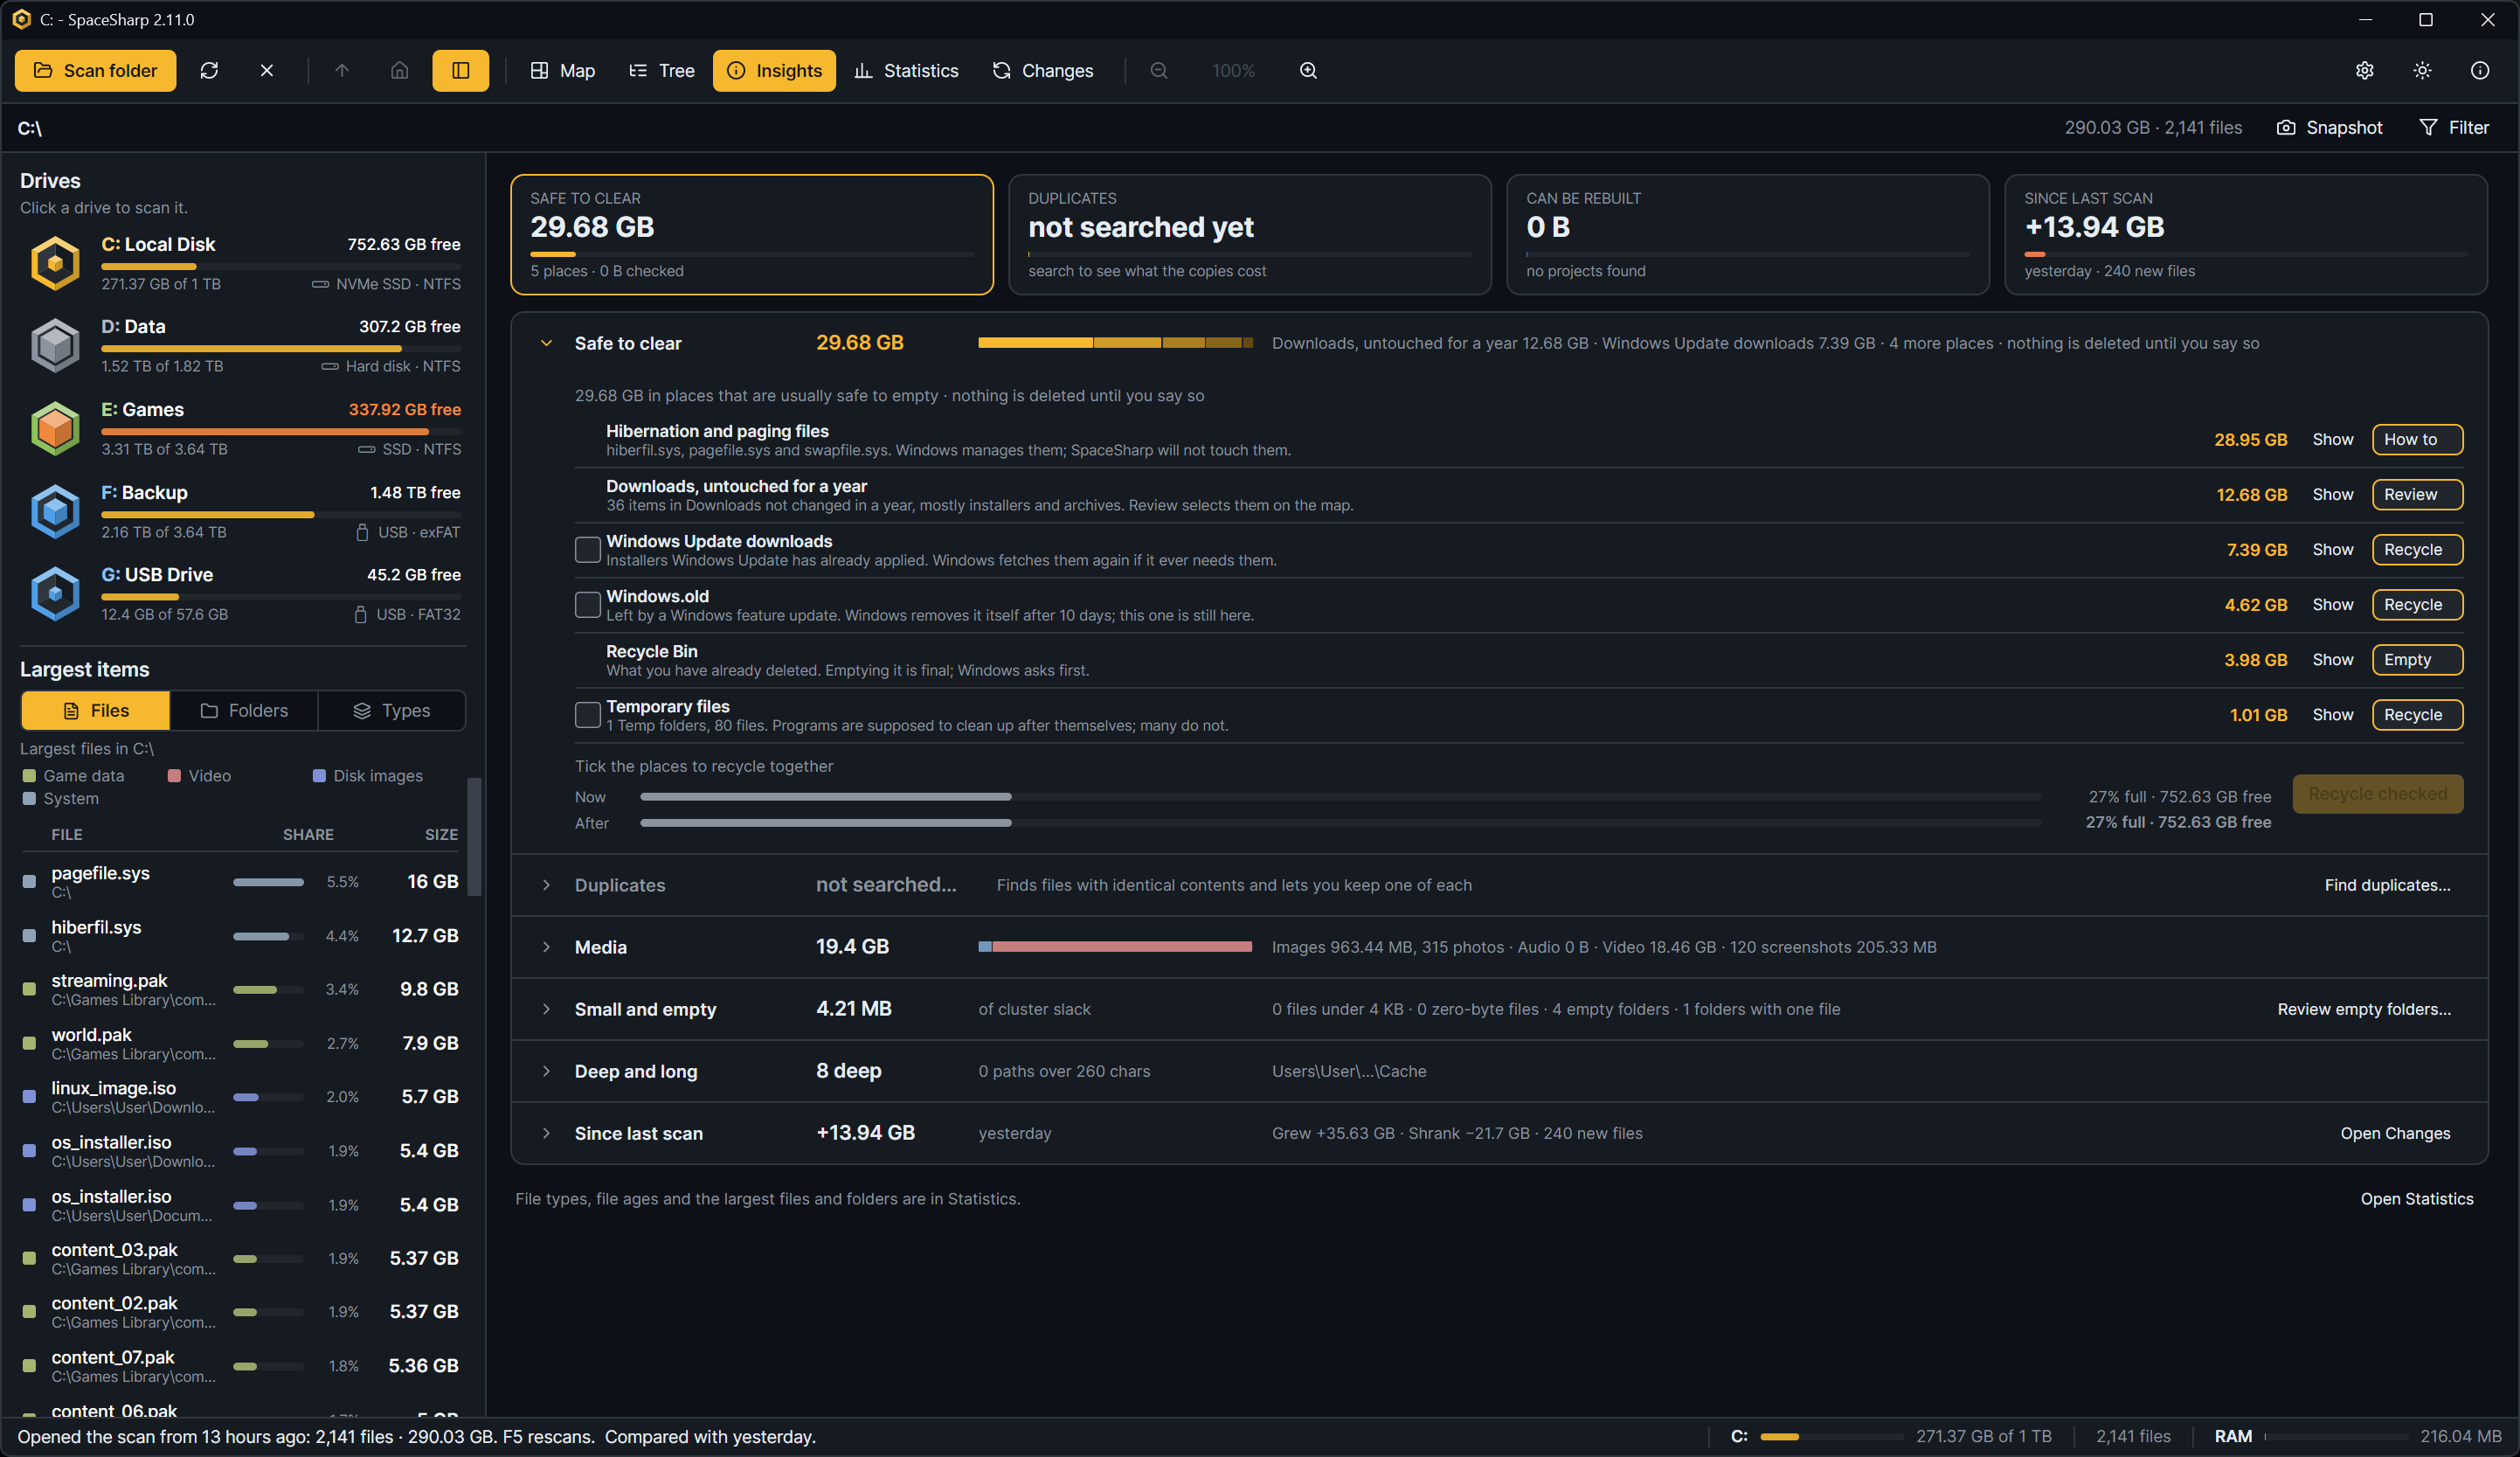 C: - SpaceSharp 2.11.0
Scan folder
Map
Tree
Insights
Statistics
Changes
100%
C:\
290.03 GB · 2,141 files
Snapshot
Filter
Drives
Click a drive to scan it.
C: Local Disk
752.63 GB free
271.37 GB of 1 TB
NVMe SSD · NTFS
D: Data
307.2 GB free
1.52 TB of 1.82 TB
Hard disk · NTFS
E: Games
337.92 GB free
3.31 TB of 3.64 TB
SSD · NTFS
F: Backup
1.48 TB free
2.16 TB of 3.64 TB
USB · exFAT
G: USB Drive
45.2 GB free
12.4 GB of 57.6 GB
USB · FAT32
Largest items
Files
Folders
Types
Largest files in C:\
Game data
Video
Disk images
System
FILE SHARE SIZE
pagefile.sys
C:\
5.5% 16 GB
hiberfil.sys
C:\
4.4% 12.7 GB
streaming.pak
C:\Games Library\com...
3.4% 9.8 GB
world.pak
C:\Games Library\com...
2.7% 7.9 GB
linux_image.iso
C:\Users\User\Downlo...
2.0% 5.7 GB
os_installer.iso
C:\Users\User\Downlo...
1.9% 5.4 GB
os_installer.iso
C:\Users\User\Docum...
1.9% 5.4 GB
content_03.pak
C:\Games Library\com...
1.9% 5.37 GB
content_02.pak
C:\Games Library\com...
1.9% 5.37 GB
content_07.pak
C:\Games Library\com...
1.8% 5.36 GB
content_06.pak
SAFE TO CLEAR
29.68 GB
5 places · 0 B checked
DUPLICATES
not searched yet
search to see what the copies cost
CAN BE REBUILT
0 B
no projects found
SINCE LAST SCAN
+13.94 GB
yesterday · 240 new files
Safe to clear
29.68 GB
Downloads, untouched for a year 12.68 GB · Windows Update downloads 7.39 GB · 4 more places · nothing is deleted until you say so
29.68 GB in places that are usually safe to empty · nothing is deleted until you say so
Hibernation and paging files
hiberfil.sys, pagefile.sys and swapfile.sys. Windows manages them; SpaceSharp will not touch them.
28.95 GB Show How to
Downloads, untouched for a year
36 items in Downloads not changed in a year, mostly installers and archives. Review selects them on the map.
12.68 GB Show Review
Windows Update downloads
Installers Windows Update has already applied. Windows fetches them again if it ever needs them.
7.39 GB Show Recycle
Windows.old
Left by a Windows feature update. Windows removes it itself after 10 days; this one is still here.
4.62 GB Show Recycle
Recycle Bin
What you have already deleted. Emptying it is final; Windows asks first.
3.98 GB Show Empty
Temporary files
1 Temp folders, 80 files. Programs are supposed to clean up after themselves; many do not.
1.01 GB Show Recycle
Tick the places to recycle together
Now
27% full · 752.63 GB free
After
27% full · 752.63 GB free
Recycle checked
Duplicates
not searched...
Finds files with identical contents and lets you keep one of each
Find duplicates...
Media
19.4 GB
Images 963.44 MB, 315 photos · Audio 0 B · Video 18.46 GB · 120 screenshots 205.33 MB
Small and empty
4.21 MB
of cluster slack
0 files under 4 KB · 0 zero-byte files · 4 empty folders · 1 folders with one file
Review empty folders...
Deep and long
8 deep
0 paths over 260 chars
Users\User\...\Cache
Since last scan
+13.94 GB
yesterday
Grew +35.63 GB · Shrank −21.7 GB · 240 new files
Open Changes
File types, file ages and the largest files and folders are in Statistics.
Open Statistics
Opened the scan from 13 hours ago: 2,141 files · 290.03 GB. F5 rescans. Compared with yesterday.
C:
271.37 GB of 1 TB
2,141 files
RAM
216.04 MB